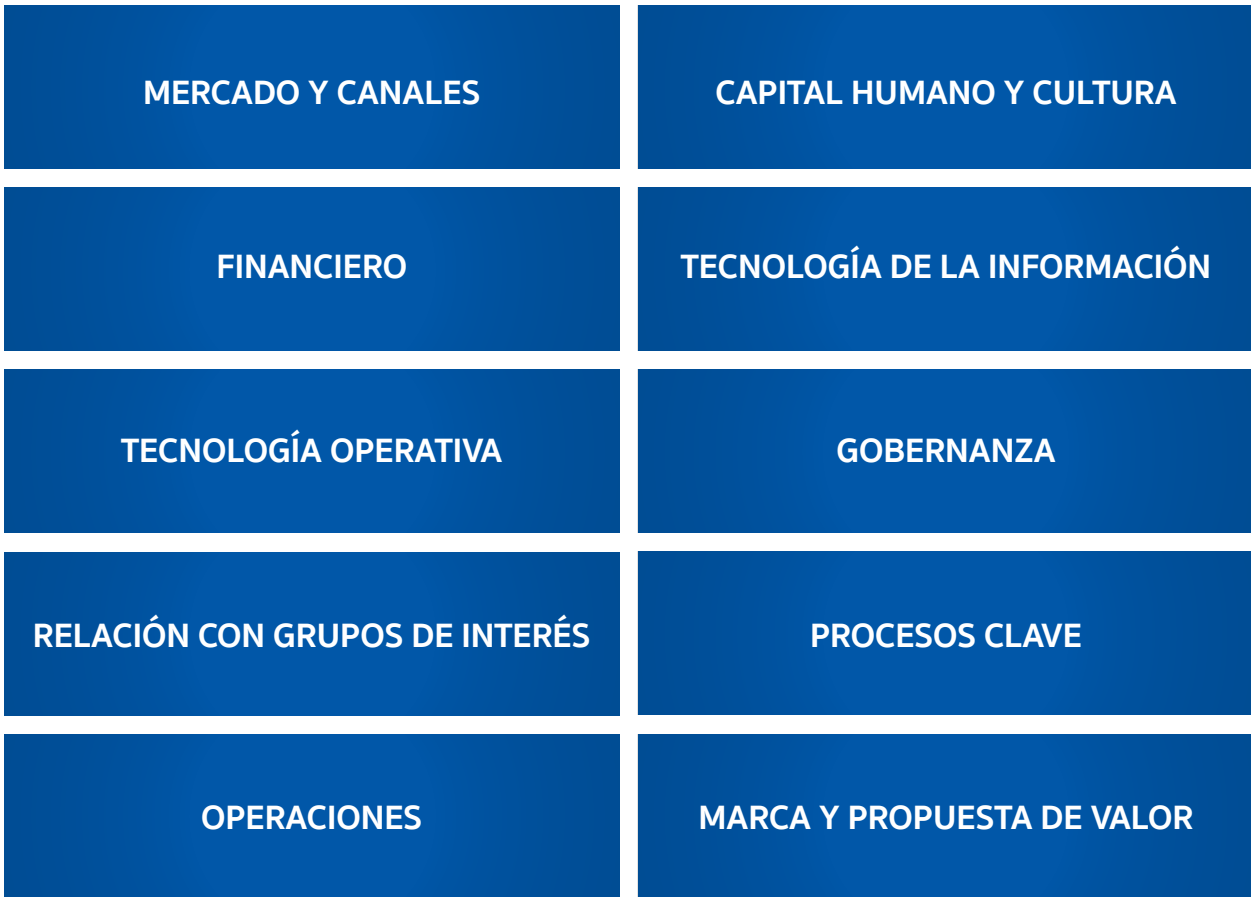 MERCADO Y CANALES
CAPITAL HUMANO Y CULTURA
FINANCIERO
TECNOLOGÍA DE LA INFORMACIÓN
TECNOLOGÍA OPERATIVA
GOBERNANZA
RELACIÓN CON GRUPOS DE INTERÉS
PROCESOS CLAVE
OPERACIONES
MARCA Y PROPUESTA DE VALOR